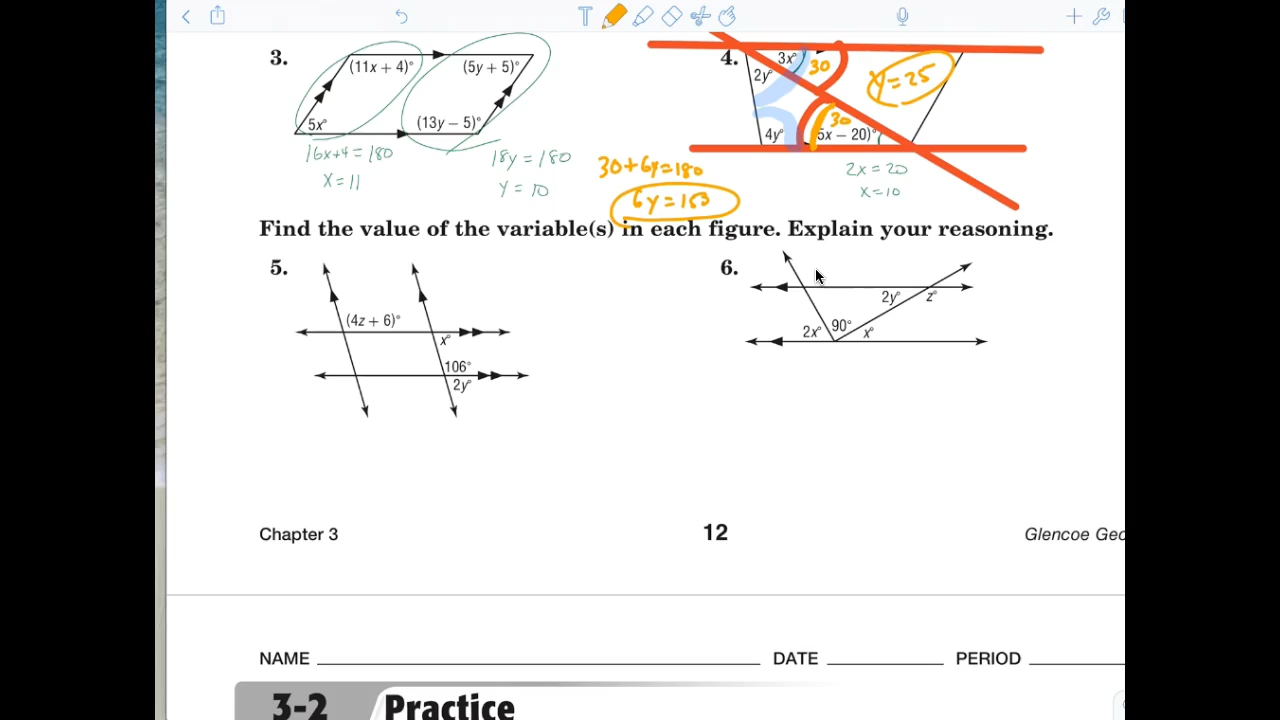 3.
(11x + 4)°
(5y + 5)°
5x°
(13y − 5)°
16x+4 = 180
x = 11
18y = 180
y = 10
4.
3x°
30
2y°
y = 25
30
4y°
5x − 20)°
30 + 6y = 180
6y = 153
2x = 20
x = 10
Find the value of the variable(s) in each figure. Explain your reasoning.
5.
(4z + 6)°
x°
106°
2y°
6.
2y°
z°
2x°
90°
x°
Chapter 3
12
Glencoe Geo
NAME
DATE
PERIOD
3-2
Practice